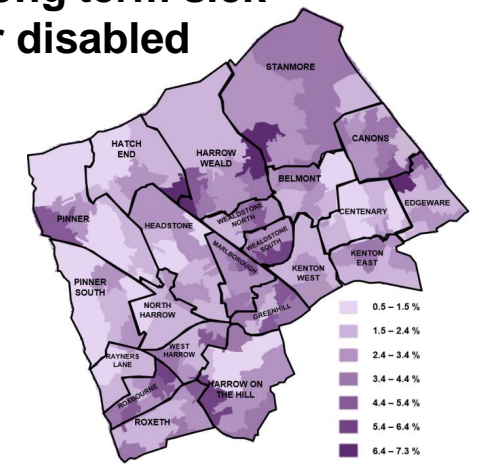 ong term sick
r disabled
STANMORE
CANONS
HATCH
END
HARROW
WEALD
BELMONT
EDGEWARE
PINNER
HEADSTONE
WEALDSTONE
NORTH
CENTENARY
WEALDSTONE
SOUTH
MARLBOROUGH
KENTON
EAST
KENTON
WEST
PINNER
SOUTH
NORTH
HARROW
GREENHILL
WEST
HARROW
RAYNERS
LANE
HARROW ON
THE HILL
ROXBOURNE
ROXETH
0.5 – 1.5 %
1.5 – 2.4 %
2.4 – 3.4 %
3.4 – 4.4 %
4.4 – 5.4 %
5.4 – 6.4 %
6.4 – 7.3 %